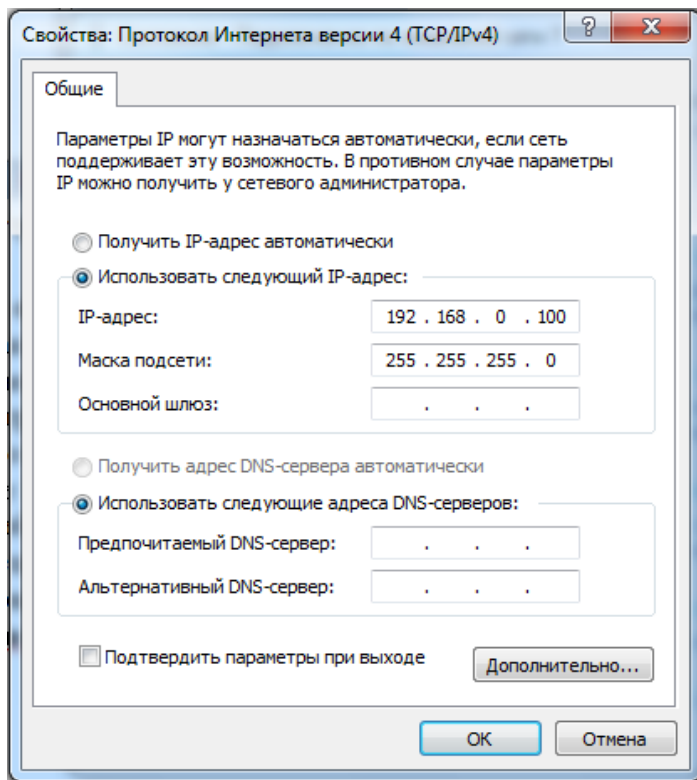 Свойства: Протокол Интернета версии 4 (TCP/IPv4)
Общие
Параметры IP могут назначаться автоматически, если сеть
поддерживает эту возможность. В противном случае параметры
IP можно получить у сетевого администратора.
Получить IP-адрес автоматически
Использовать следующий IP-адрес:
IP-адрес: 192 . 168 . 0 . 100
Маска подсети: 255 . 255 . 255 . 0
Основной шлюз: . . .
Получить адрес DNS-сервера автоматически
Использовать следующие адреса DNS-серверов:
Предпочитаемый DNS-сервер: . . .
Альтернативный DNS-сервер: . . .
Подтвердить параметры при выходе
Дополнительно...
ОК
Отмена